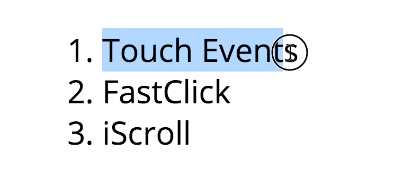 1. Touch Events
2. FastClick
3. iScroll